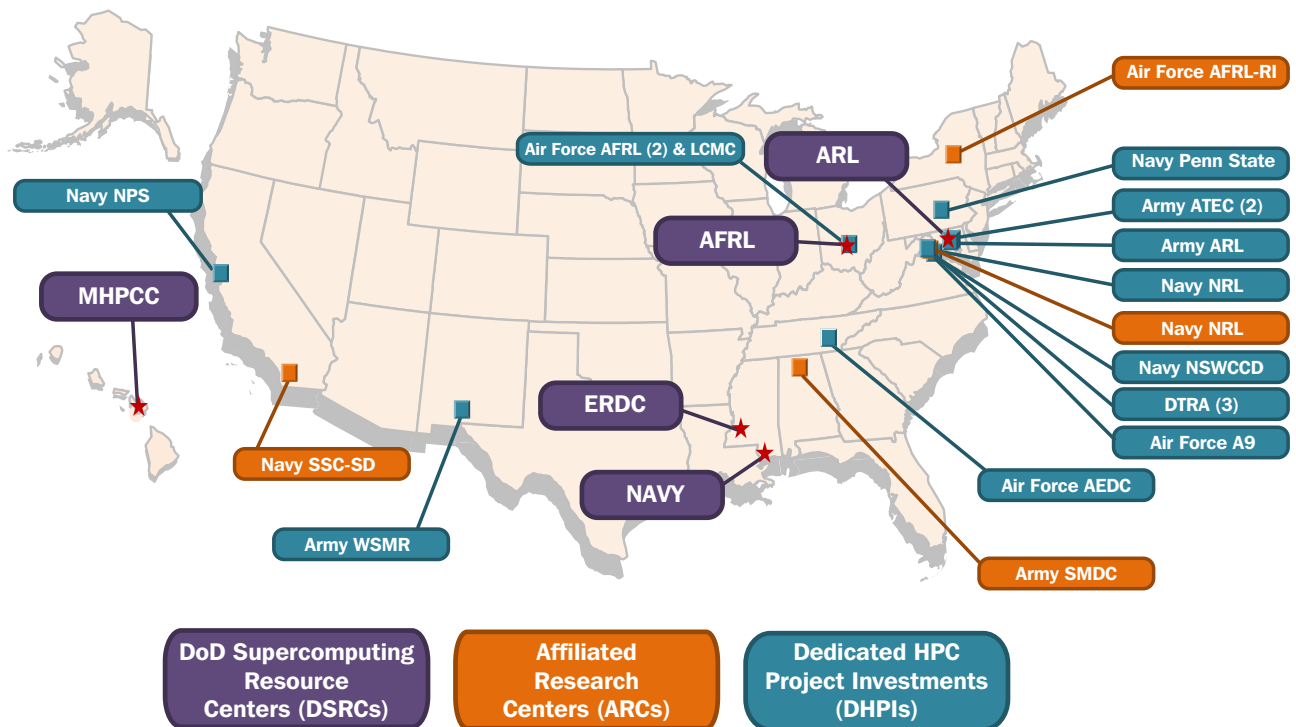 Air Force AFRL-RI
Air Force AFRL (2) & LCMC
ARL
Navy Penn State
Navy NPS
Army ATEC (2)
AFRL
Army ARL
MHPCC
Navy NRL
Navy NRL
Navy NSWCCD
ERDC
DTRA (3)
Air Force A9
Navy SSC-SD
NAVY
Air Force AEDC
Army WSMR
Army SMDC
DoD Supercomputing
Resource
Centers (DSRCs)
Affiliated
Research
Centers (ARCs)
Dedicated HPC
Project Investments
(DHPIs)